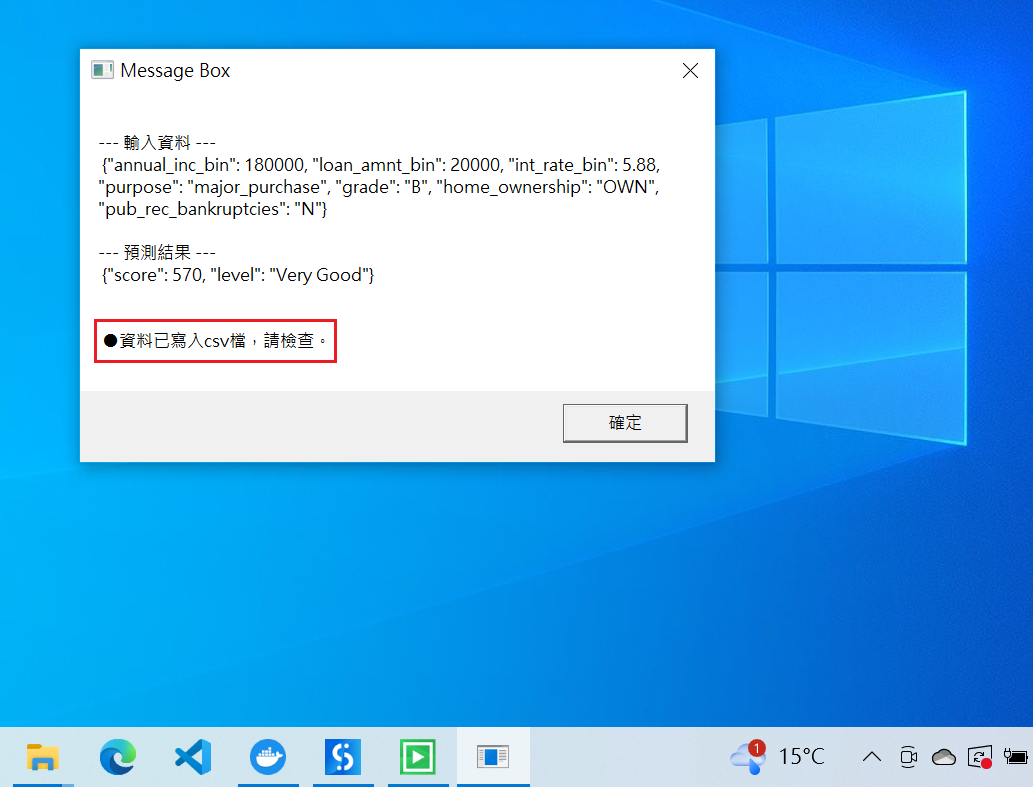 Message Box
--- 輸入資料 ---
{"annual_inc_bin": 180000, "loan_amnt_bin": 20000, "int_rate_bin": 5.88,
"purpose": "major_purchase", "grade": "B", "home_ownership": "OWN",
"pub_rec_bankruptcies": "N"}
--- 預測結果 ---
{"score": 570, "level": "Very Good"}
●資料已寫入csv檔，請檢查。
確定
1
15°C